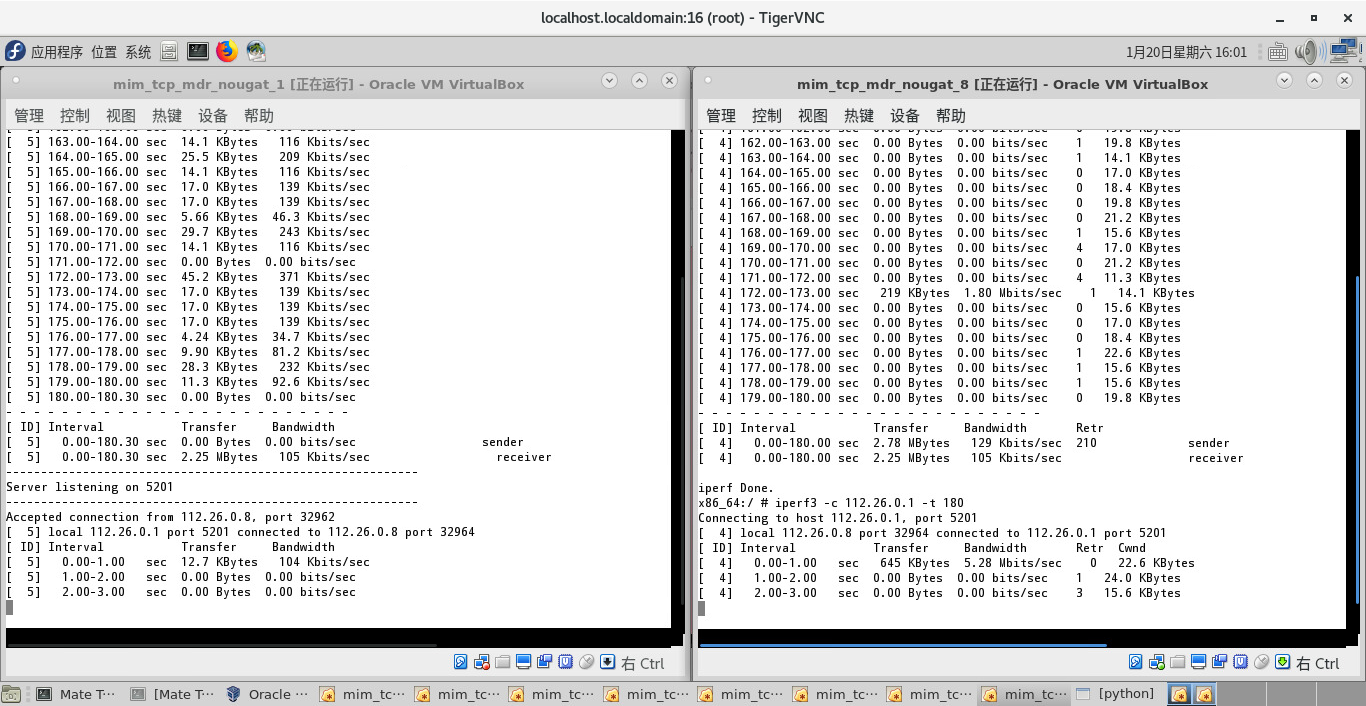 localhost.localdomain:16 (root) - TigerVNC
应用程序 位置 系统
1月20日星期六 16:01
mim_tcp_mdr_nougat_1 [正在运行] - Oracle VM VirtualBox
管理 控制 视图 热键 设备 帮助
[  5] 163.00-164.00 sec  14.1 KBytes   116 Kbits/sec
[  5] 164.00-165.00 sec  25.5 KBytes   209 Kbits/sec
[  5] 165.00-166.00 sec  14.1 KBytes   116 Kbits/sec
[  5] 166.00-167.00 sec  17.0 KBytes   139 Kbits/sec
[  5] 167.00-168.00 sec  17.0 KBytes   139 Kbits/sec
[  5] 168.00-169.00 sec  5.66 KBytes  46.3 Kbits/sec
[  5] 169.00-170.00 sec  29.7 KBytes   243 Kbits/sec
[  5] 170.00-171.00 sec  14.1 KBytes   116 Kbits/sec
[  5] 171.00-172.00 sec  0.00 Bytes  0.00 bits/sec
[  5] 172.00-173.00 sec  45.2 KBytes   371 Kbits/sec
[  5] 173.00-174.00 sec  17.0 KBytes   139 Kbits/sec
[  5] 174.00-175.00 sec  17.0 KBytes   139 Kbits/sec
[  5] 175.00-176.00 sec  17.0 KBytes   139 Kbits/sec
[  5] 176.00-177.00 sec  4.24 KBytes  34.7 Kbits/sec
[  5] 177.00-178.00 sec  9.90 KBytes  81.2 Kbits/sec
[  5] 178.00-179.00 sec  28.3 KBytes   232 Kbits/sec
[  5] 179.00-180.00 sec  11.3 KBytes  92.6 Kbits/sec
[  5] 180.00-180.30 sec  0.00 Bytes  0.00 bits/sec
- - - - - - - - - - - - - - - - - - - - - - - - -
[ ID] Interval           Transfer     Bandwidth
[  5]   0.00-180.30 sec  0.00 Bytes  0.00 bits/sec                  sender
[  5]   0.00-180.30 sec  2.25 MBytes   105 Kbits/sec                  receiver
-----------------------------------------------------------
Server listening on 5201
-----------------------------------------------------------
Accepted connection from 112.26.0.8, port 32962
[  5] local 112.26.0.1 port 5201 connected to 112.26.0.8 port 32964
[ ID] Interval           Transfer     Bandwidth
[  5]   0.00-1.00   sec  12.7 KBytes   104 Kbits/sec
[  5]   1.00-2.00   sec  0.00 Bytes  0.00 bits/sec
[  5]   2.00-3.00   sec  0.00 Bytes  0.00 bits/sec
右 Ctrl
mim_tcp_mdr_nougat_8 [正在运行] - Oracle VM VirtualBox
管理 控制 视图 热键 设备 帮助
[  4] 162.00-163.00 sec  0.00 Bytes  0.00 bits/sec    1   19.8 KBytes
[  4] 163.00-164.00 sec  0.00 Bytes  0.00 bits/sec    1   14.1 KBytes
[  4] 164.00-165.00 sec  0.00 Bytes  0.00 bits/sec    0   17.0 KBytes
[  4] 165.00-166.00 sec  0.00 Bytes  0.00 bits/sec    0   18.4 KBytes
[  4] 166.00-167.00 sec  0.00 Bytes  0.00 bits/sec    0   19.8 KBytes
[  4] 167.00-168.00 sec  0.00 Bytes  0.00 bits/sec    0   21.2 KBytes
[  4] 168.00-169.00 sec  0.00 Bytes  0.00 bits/sec    1   15.6 KBytes
[  4] 169.00-170.00 sec  0.00 Bytes  0.00 bits/sec    4   17.0 KBytes
[  4] 170.00-171.00 sec  0.00 Bytes  0.00 bits/sec    0   21.2 KBytes
[  4] 171.00-172.00 sec  0.00 Bytes  0.00 bits/sec    4   11.3 KBytes
[  4] 172.00-173.00 sec   219 KBytes  1.80 Mbits/sec    1   14.1 KBytes
[  4] 173.00-174.00 sec  0.00 Bytes  0.00 bits/sec    0   15.6 KBytes
[  4] 174.00-175.00 sec  0.00 Bytes  0.00 bits/sec    0   17.0 KBytes
[  4] 175.00-176.00 sec  0.00 Bytes  0.00 bits/sec    0   18.4 KBytes
[  4] 176.00-177.00 sec  0.00 Bytes  0.00 bits/sec    1   22.6 KBytes
[  4] 177.00-178.00 sec  0.00 Bytes  0.00 bits/sec    1   15.6 KBytes
[  4] 178.00-179.00 sec  0.00 Bytes  0.00 bits/sec    1   15.6 KBytes
[  4] 179.00-180.00 sec  0.00 Bytes  0.00 bits/sec    0   19.8 KBytes
- - - - - - - - - - - - - - - - - - - - - - - - -
[ ID] Interval           Transfer     Bandwidth       Retr
[  4]   0.00-180.00 sec  2.78 MBytes   129 Kbits/sec  210             sender
[  4]   0.00-180.00 sec  2.25 MBytes   105 Kbits/sec                  receiver
iperf Done.
x86_64:/ # iperf3 -c 112.26.0.1 -t 180
Connecting to host 112.26.0.1, port 5201
[  4] local 112.26.0.8 port 32964 connected to 112.26.0.1 port 5201
[ ID] Interval           Transfer     Bandwidth       Retr  Cwnd
[  4]   0.00-1.00   sec   645 KBytes  5.28 Mbits/sec    0   22.6 KBytes
[  4]   1.00-2.00   sec  0.00 Bytes  0.00 bits/sec    1   24.0 KBytes
[  4]   2.00-3.00   sec  0.00 Bytes  0.00 bits/sec    3   15.6 KBytes
右 Ctrl
Mate T··· [Mate T··· Oracle ··· mim_tc··· mim_tc··· mim_tc··· mim_tc··· mim_tc··· mim_tc··· mim_tc··· mim_tc··· [python]